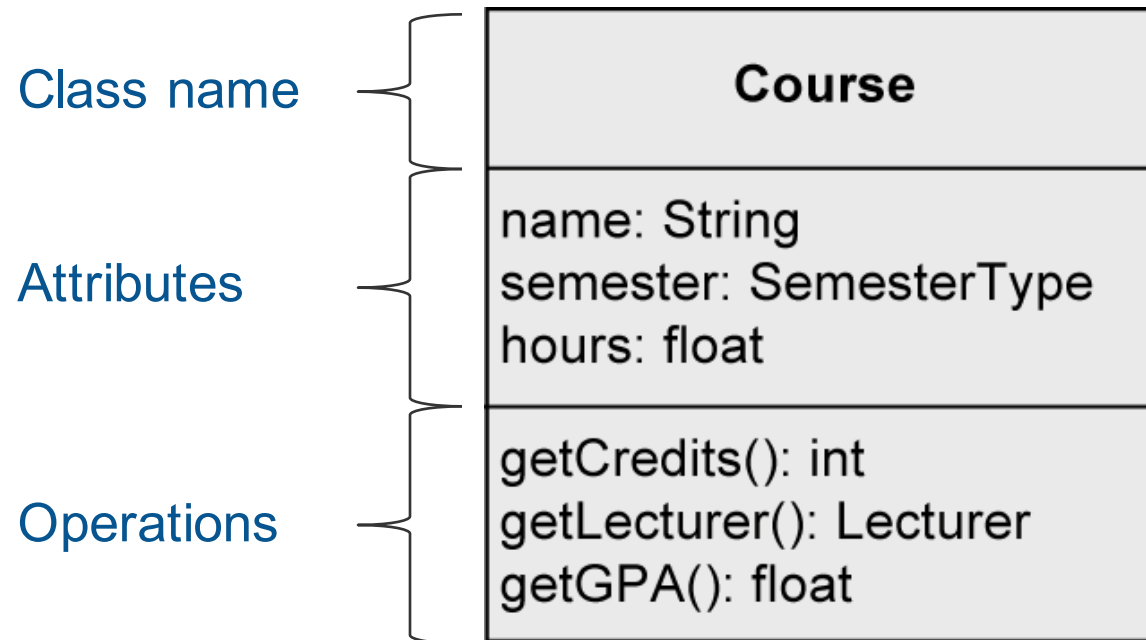 Class name
Course
Attributes
name: String
semester: SemesterType
hours: float
Operations
getCredits(): int
getLecturer(): Lecturer
getGPA(): float